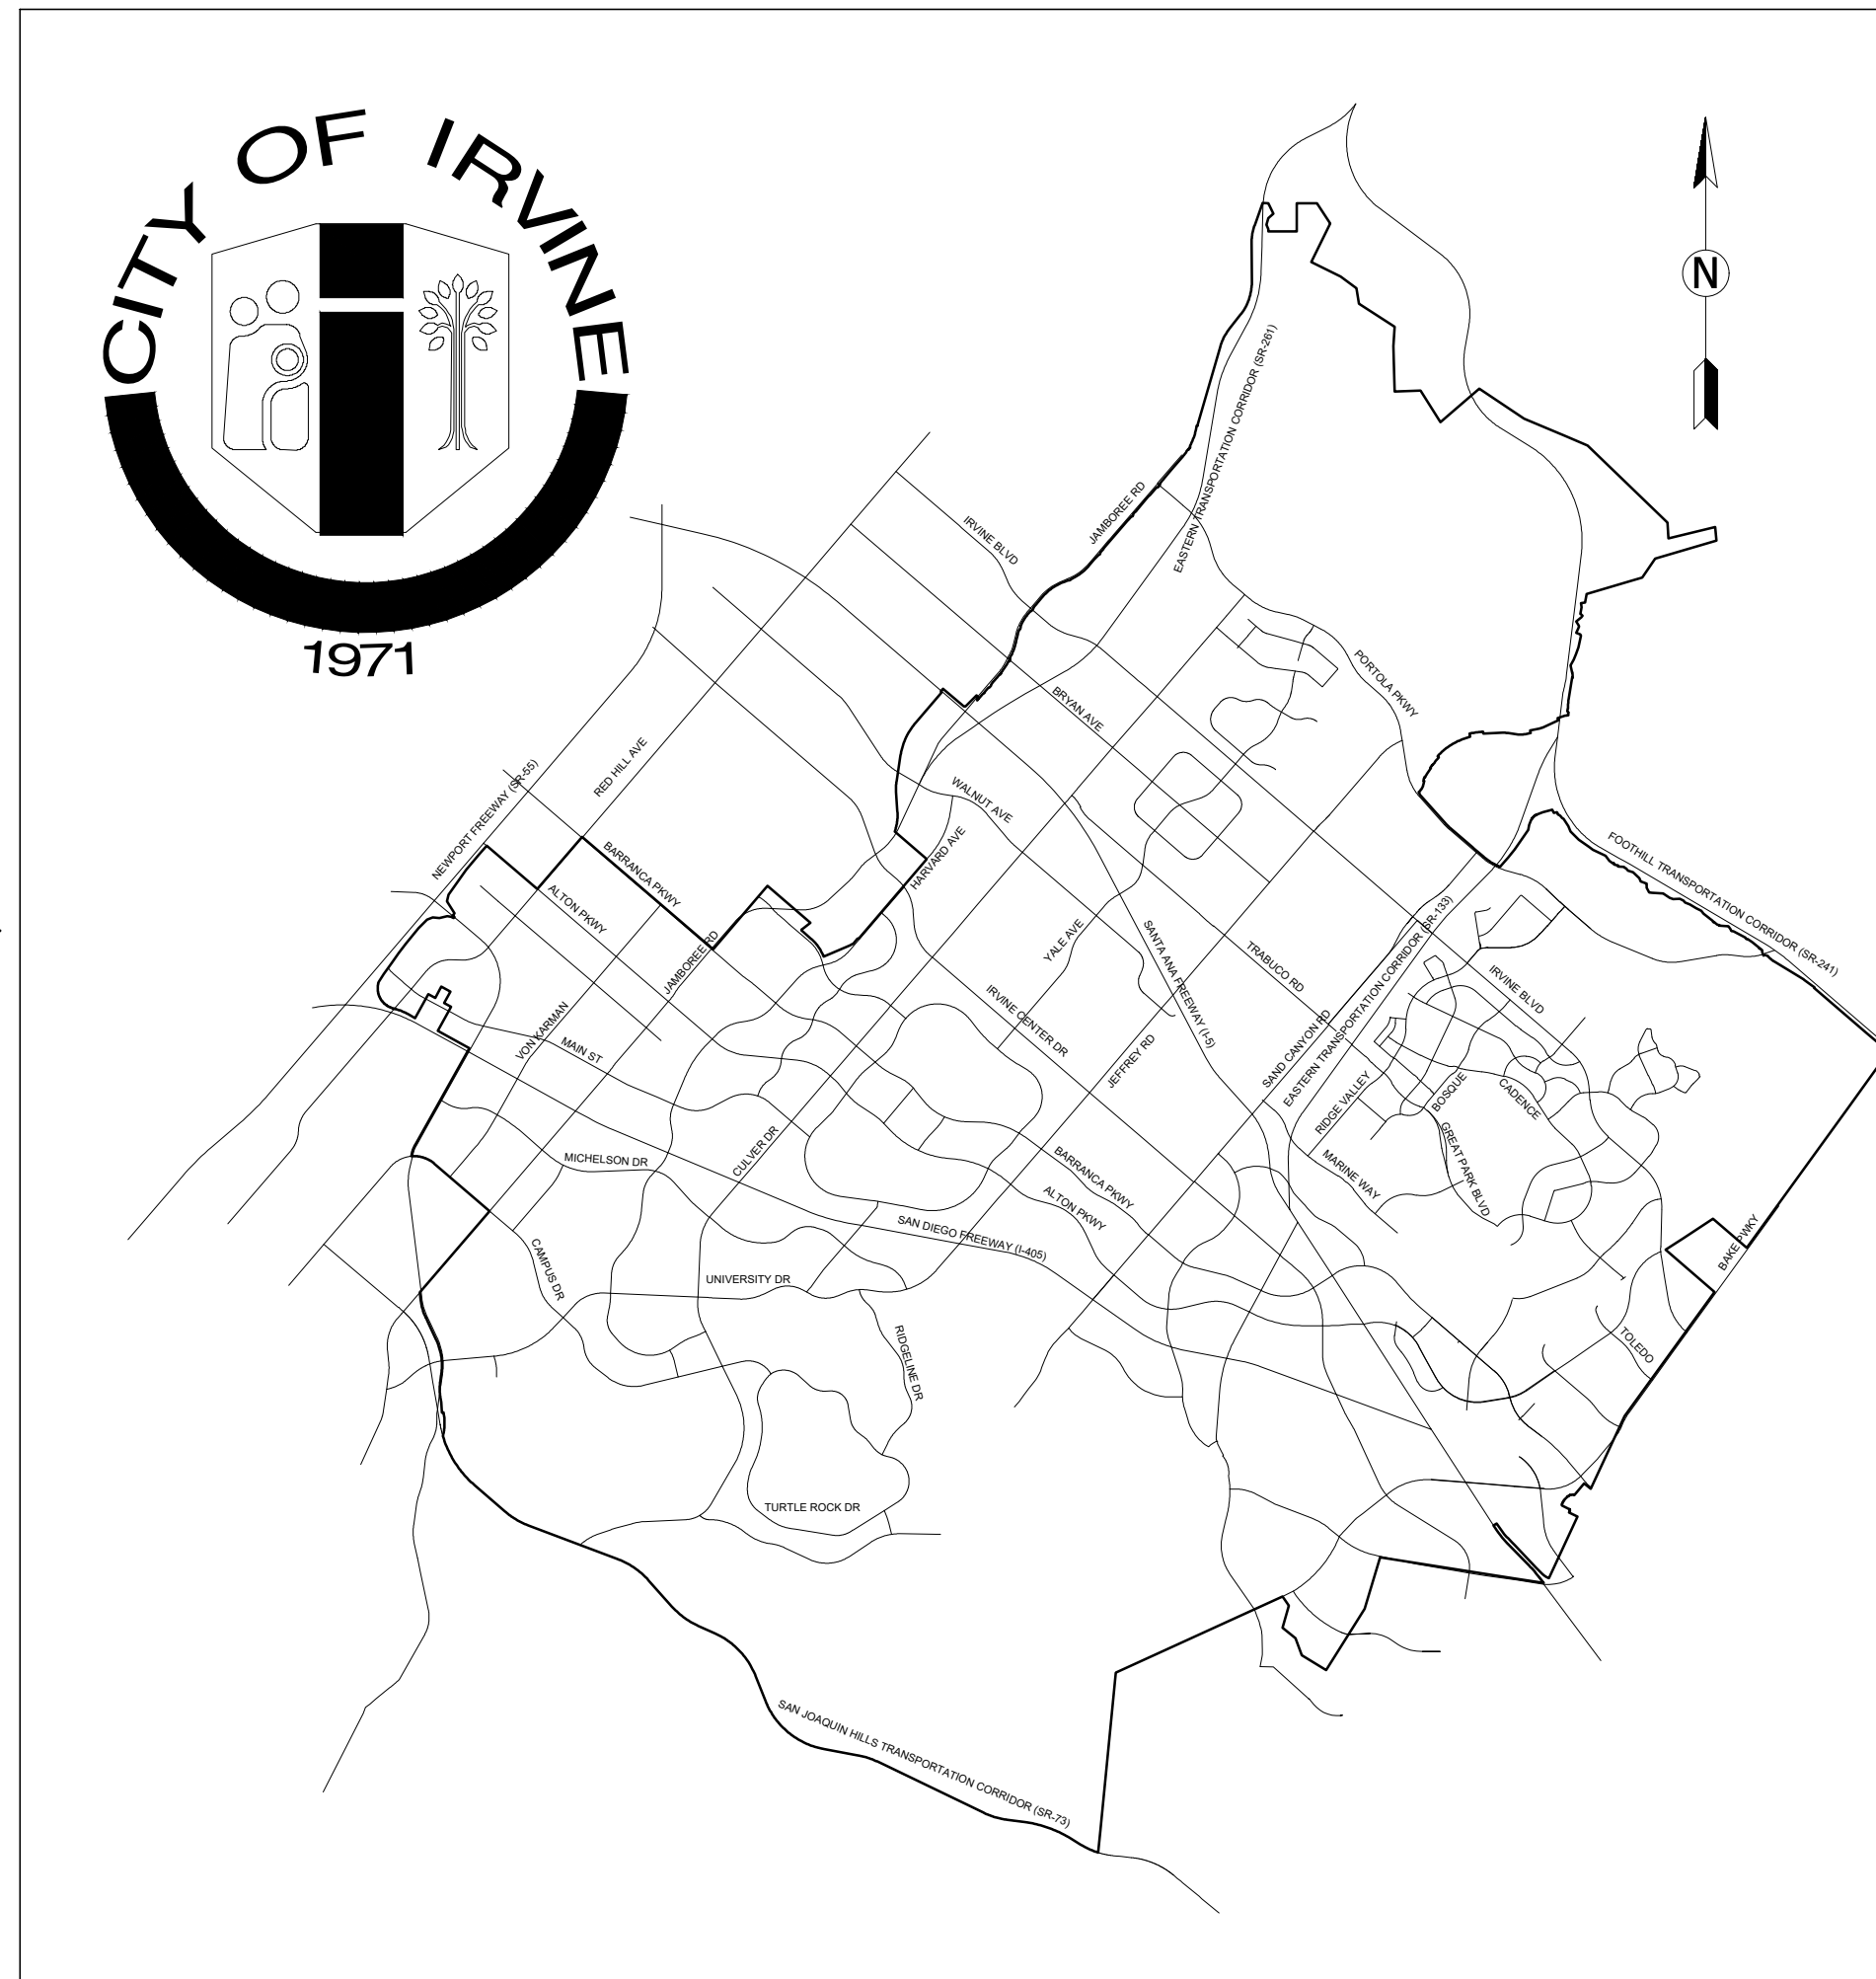 CITY OF IRVINE
1971
N
EASTERN TRANSPORTATION CORRIDOR (SR-261)
JAMBOREE RD
IRVINE BLVD
PORTOLA PKWY
BRYAN AVE
RED HILL AVE
NEWPORT FREEWAY (SR-55)
WALNUT AVE
HARVARD AVE
BARRANCA PKWY
ALTON PKWY
FOOTHILL TRANSPORTATION CORRIDOR (SR-241)
YALE AVE
SANTA ANA FREEWAY (I-5)
TRABUCO RD
EASTERN TRANSPORTATION CORRIDOR (SR-133)
IRVINE BLVD
JAMBOREE RD
VON KARMAN
MAIN ST
IRVINE CENTER DR
JEFFREY RD
SAND CANYON RD
RIDGE VALLEY
BOSQUE
CADENCE
GREAT PARK BLVD
MARINE WAY
MICHELSON DR
CULVER DR
BARRANCA PKWY
ALTON PKWY
SAN DIEGO FREEWAY (I-405)
BAKE PWKY
CAMPUS DR
UNIVERSITY DR
RIDGELINE DR
TOLEDO
TURTLE ROCK DR
SAN JOAQUIN HILLS TRANSPORTATION CORRIDOR (SR-73)